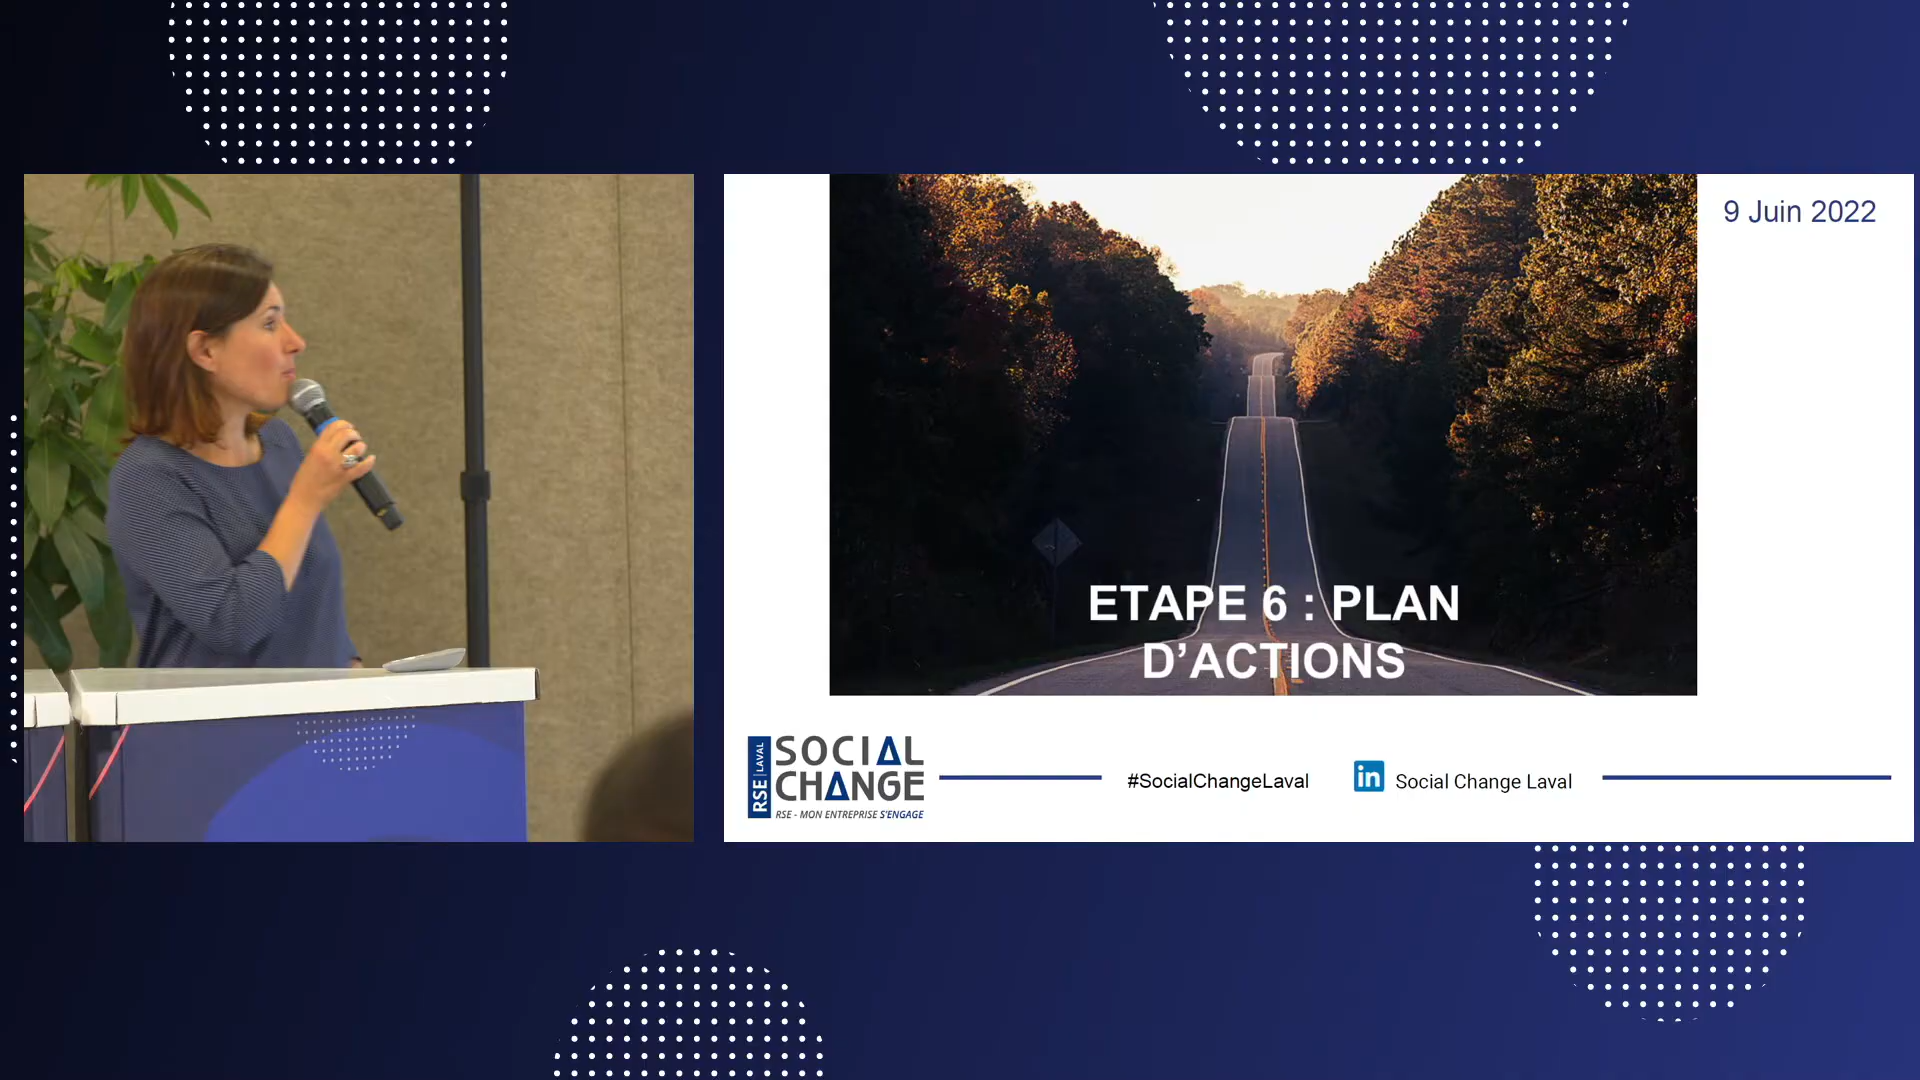 9 Juin 2022
ETAPE 6 : PLAN
D’ACTIONS
RSE | LAVAL
SOCIAL
CHANGE
RSE - MON ENTREPRISE S'ENGAGE
#SocialChangeLaval
in
Social Change Laval